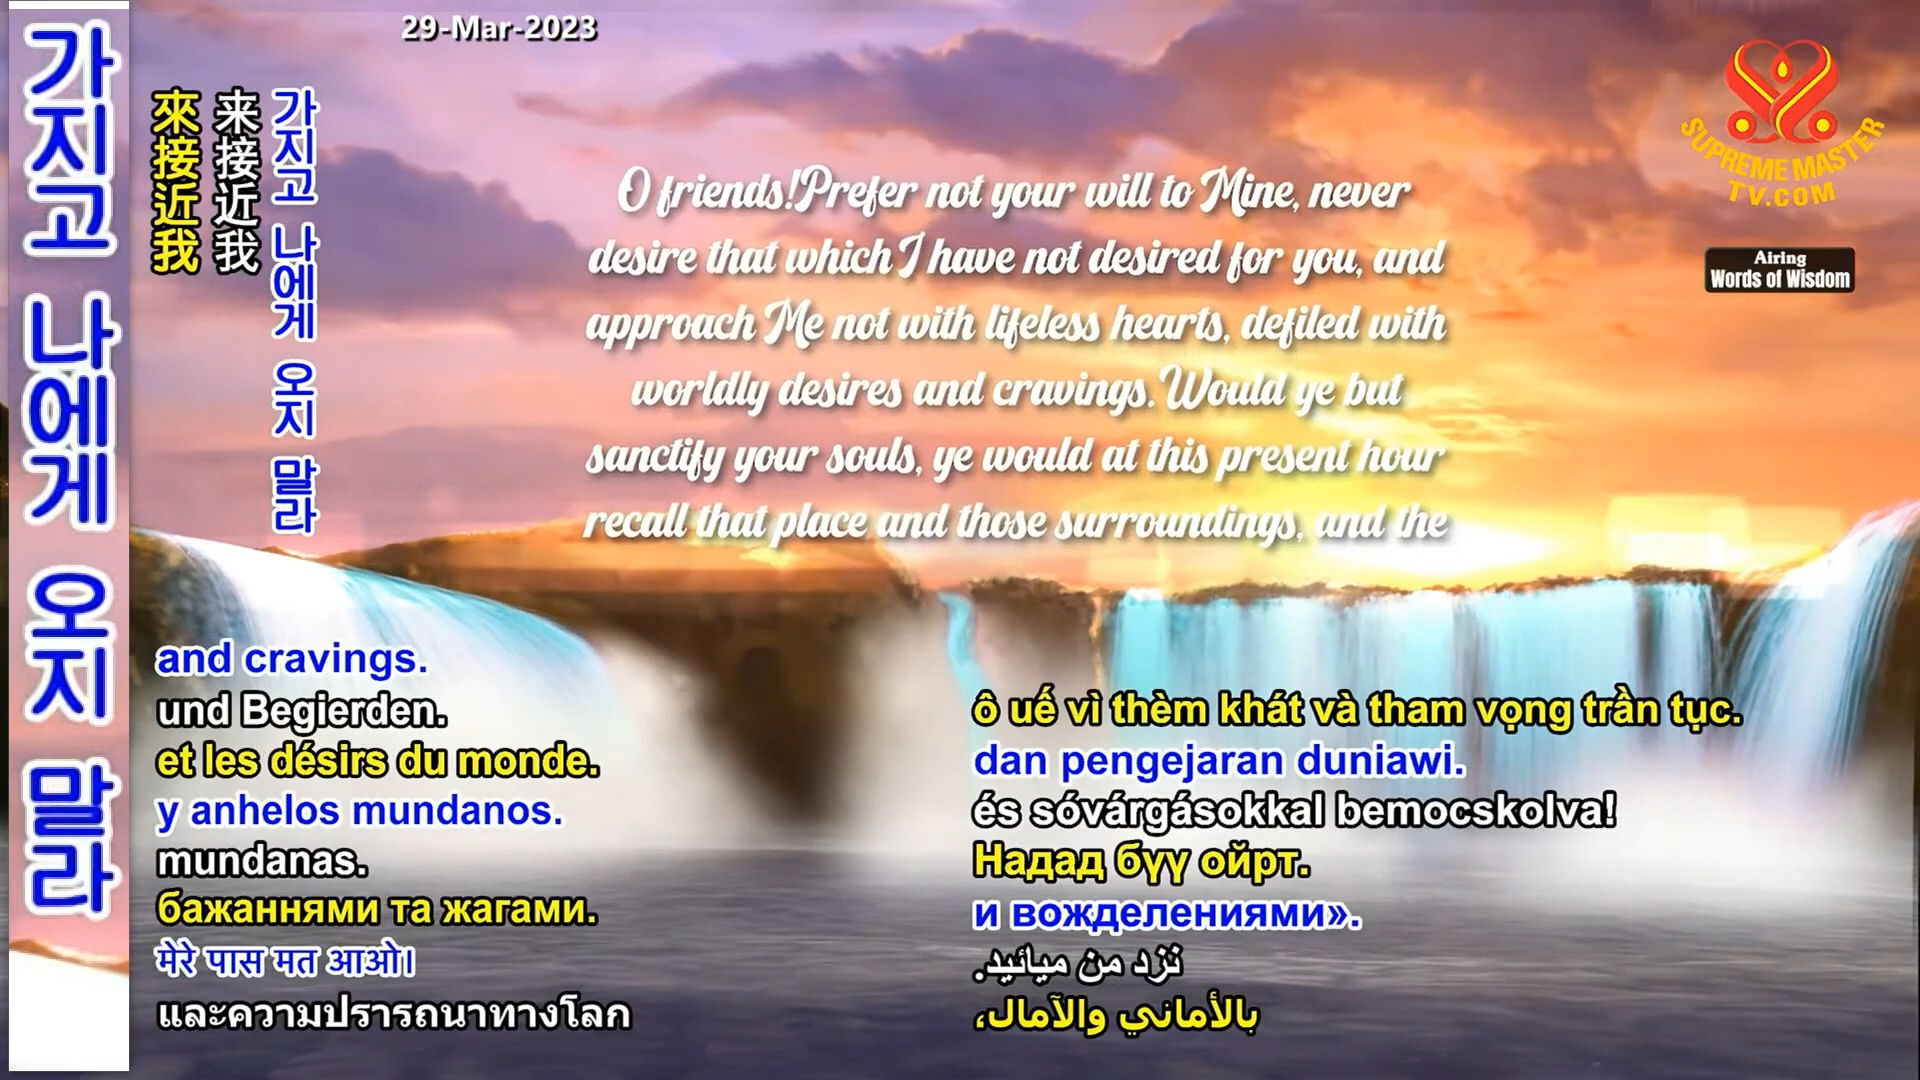 29-Mar-2023
가지고 나에게 오지 말라
來接近我
来接近我
가지고 나에게 오지 말라
O friends! Prefer not your will to Mine, never
desire that which I have not desired for you, and
approach Me not with lifeless hearts, defiled with
worldly desires and cravings. Would ye but
sanctify your souls, ye would at this present hour
recall that place and those surroundings, and the
SUPREME MASTER
TV.COM
Airing
Words of Wisdom
and cravings.
und Begierden.
et les désirs du monde.
y anhelos mundanos.
mundanas.
бажаннями та жагами.
मेरे पास मत आओ।
และความปรารถนาทางโลก
ô uế vì thèm khát và tham vọng trần tục.
dan pengejaran duniawi.
és sóvárgásokkal bemocskolva!
Надад бүү ойрт.
и вожделениями».
نزد من میائید.
بالأماني والآمال،